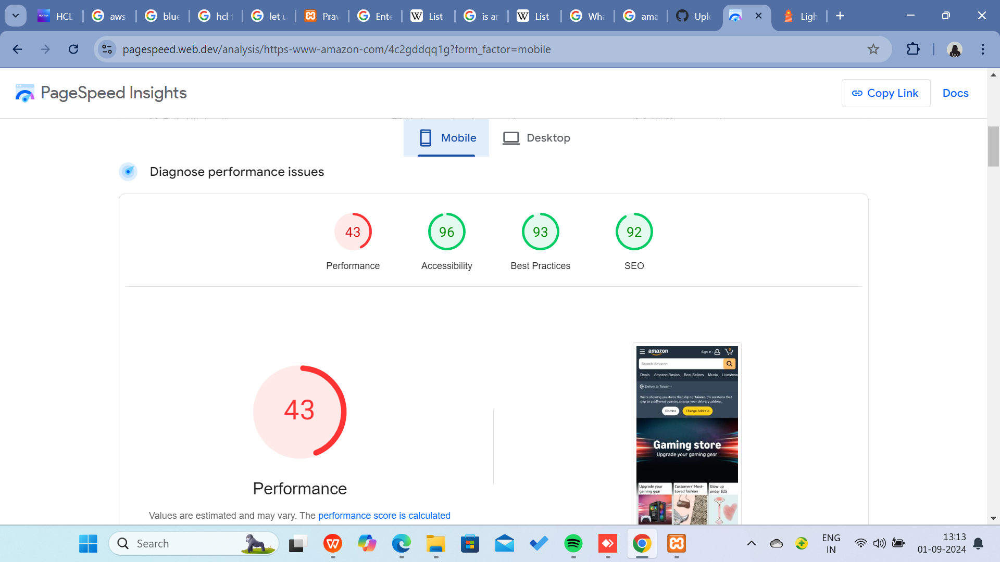 HCL
aws
blue
hcl t
let u
Prav
Ente
List
is ar
List
Wha
ama
Uplo
Ligh
pagespeed.web.dev/analysis/https-www-amazon-com/4c2gddqq1g?form_factor=mobile
PageSpeed Insights
Copy Link
Docs
Mobile
Desktop
Diagnose performance issues
43
96
93
92
Performance
Accessibility
Best Practices
SEO
43
Performance
Values are estimated and may vary. The performance score is calculated
amazon
Sign in ›
0
Search Amazon
Deals Amazon Basics Best Sellers Music Livestrea
Deliver to Taiwan
We're showing you items that ship to Taiwan. To see items that
ship to a different country, change your delivery address.
Dismiss
Change Address
Gaming store
Upgrade your gaming gear
Upgrade your
gaming gear
Customers' Most-
Loved fashion
Glow up
under $25
Search
ENG
IN
13:13
01-09-2024